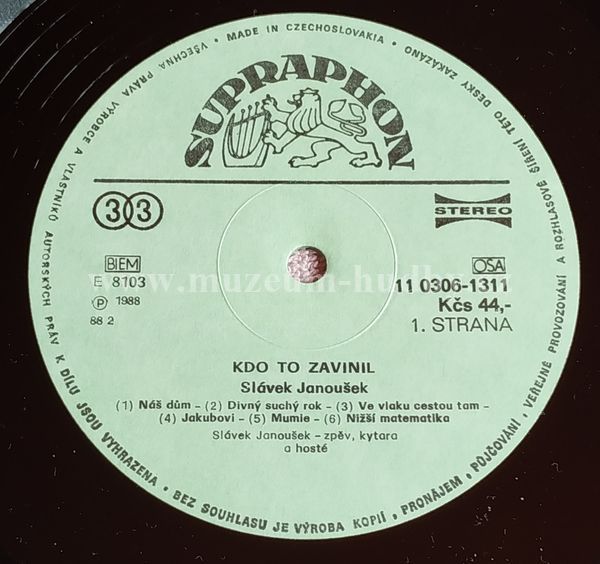 VŠECHNA PRÁVA VÝROBCE A VLASTNÍKŮ AUTORSKÝCH PRÁV K DÍLU JSOU VYHRAZENA • BEZ SOUHLASU JE VÝROBA KOPIÍ, PRONÁJEM, PŮJČOVÁNÍ, VEŘEJNÉ PROVOZOVÁNÍ A ROZHLASOVÉ ŠÍŘENÍ TÉTO DESKY ZAKÁZÁNO • MADE IN CZECHOSLOVAKIA •
SUPRAPHON
33
STEREO
BIEM
E 8103
℗ 1988
88 2
OSA
11 0306-1311
Kčs 44,-
1. STRANA
www.muzeum-hudby.cz
KDO TO ZAVINIL
Slávek Janoušek
(1) Náš dům – (2) Divný suchý rok – (3) Ve vlaku cestou tam –
(4) Jakubovi – (5) Mumie – (6) Nižší matematika
Slávek Janoušek – zpěv, kytara
a hosté